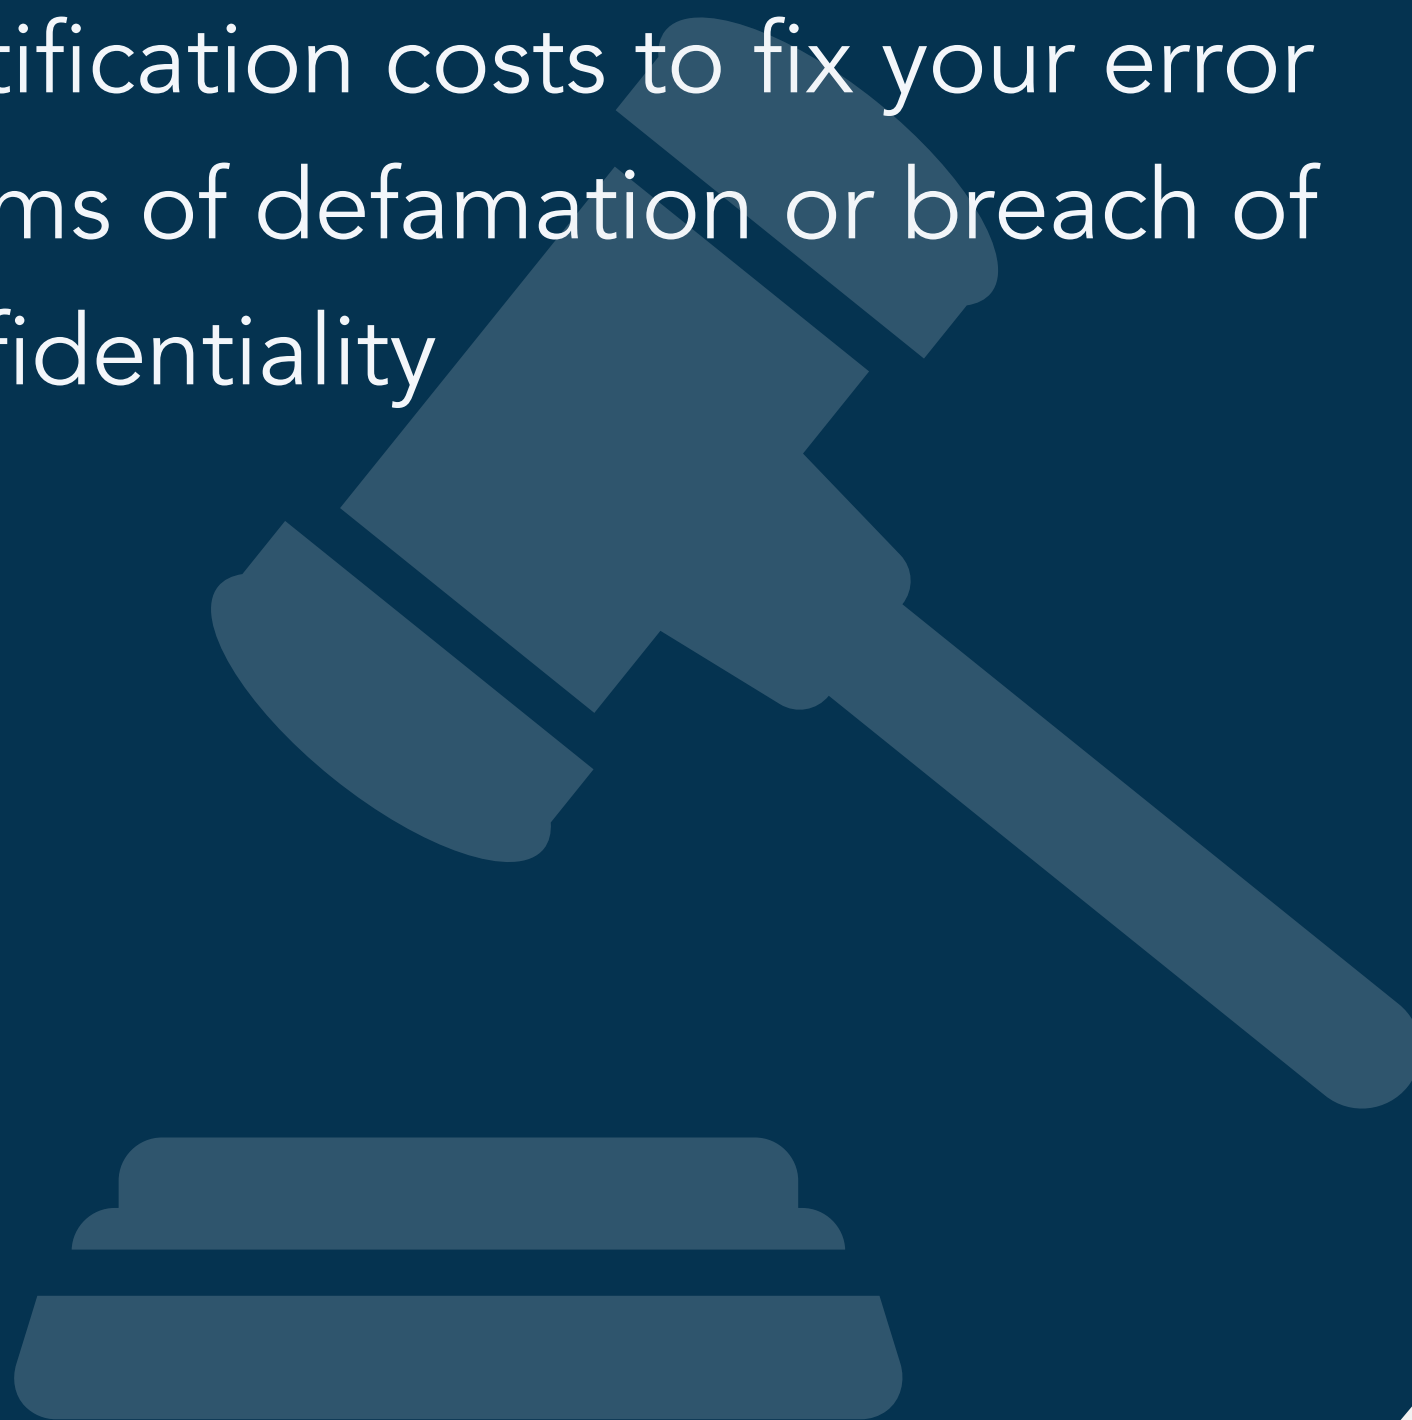 tification costs to fix your error
ms of defamation or breach of
fidentiality